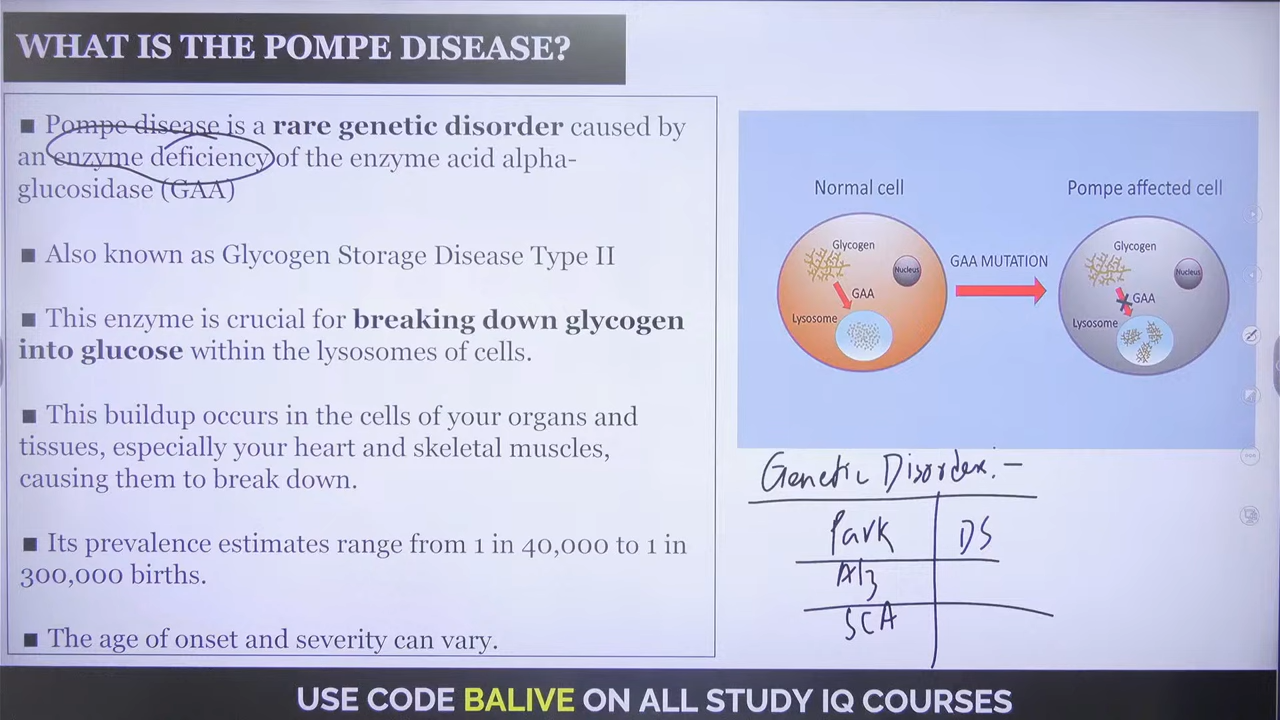 WHAT IS THE POMPE DISEASE?
■ Pompe disease is a rare genetic disorder caused by
an enzyme deficiency of the enzyme acid alpha-
glucosidase (GAA)
■ Also known as Glycogen Storage Disease Type II
■ This enzyme is crucial for breaking down glycogen
into glucose within the lysosomes of cells.
■ This buildup occurs in the cells of your organs and
tissues, especially your heart and skeletal muscles,
causing them to break down.
■ Its prevalence estimates range from 1 in 40,000 to 1 in
300,000 births.
■ The age of onset and severity can vary.
Normal cell
Glycogen
Nucleus
GAA
Lysosome
GAA MUTATION
Pompe affected cell
Glycogen
Nucleus
GAA
Lysosome
Genetic Disorder:-
Park DS
Alz
SCA
USE CODE BALIVE ON ALL STUDY IQ COURSES